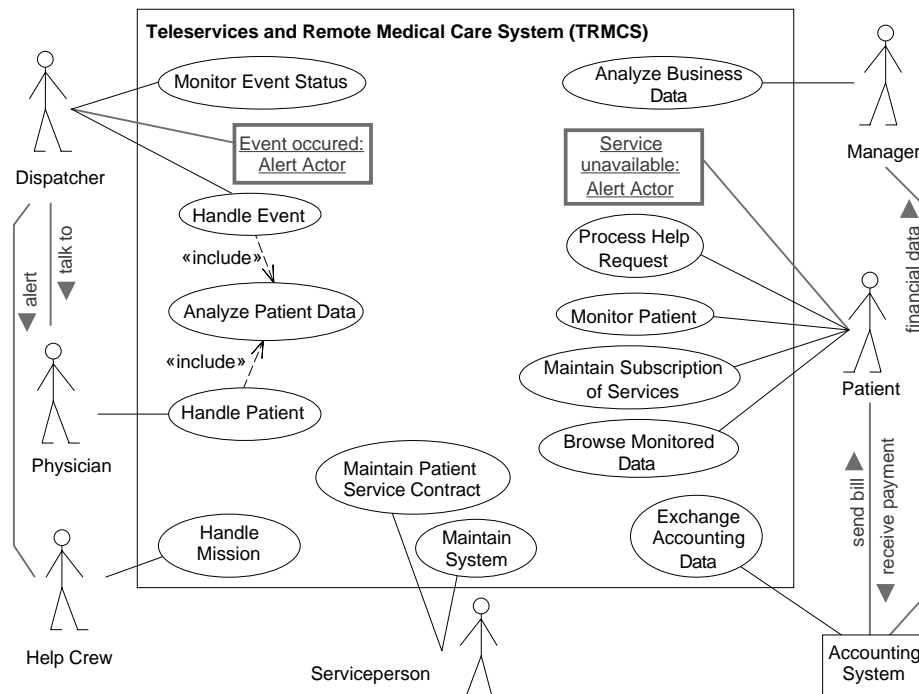 Teleservices and Remote Medical Care System (TRMCS)
Monitor Event Status
Analyze Business
Data
Event occured:
Alert Actor
Service
unavailable:
Alert Actor
Dispatcher
Manager
Handle Event
«include»
Process Help
Request
alert
talk to
financial data
Analyze Patient Data
Monitor Patient
«include»
Maintain Subscription
of Services
Patient
Handle Patient
Browse Monitored
Data
Physician
Maintain Patient
Service Contract
send bill
receive payment
Handle
Mission
Maintain
System
Exchange
Accounting
Data
Help Crew
Serviceperson
Accounting
System